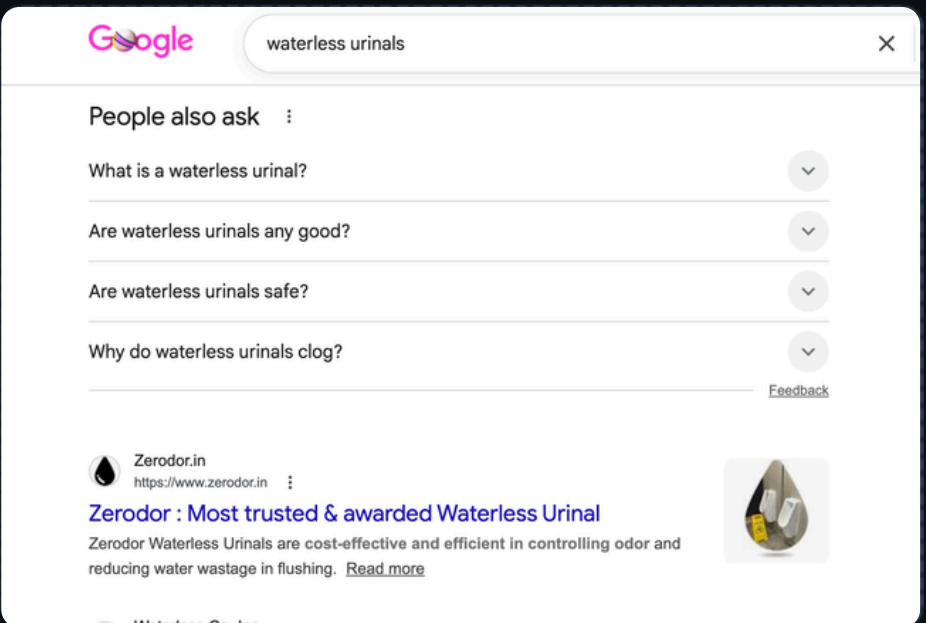 Google
waterless urinals
People also ask
What is a waterless urinal?
Are waterless urinals any good?
Are waterless urinals safe?
Why do waterless urinals clog?
Feedback
Zerodor.in
https://www.zerodor.in
Zerodor : Most trusted & awarded Waterless Urinal
Zerodor Waterless Urinals are cost-effective and efficient in controlling odor and
reducing water wastage in flushing. Read more